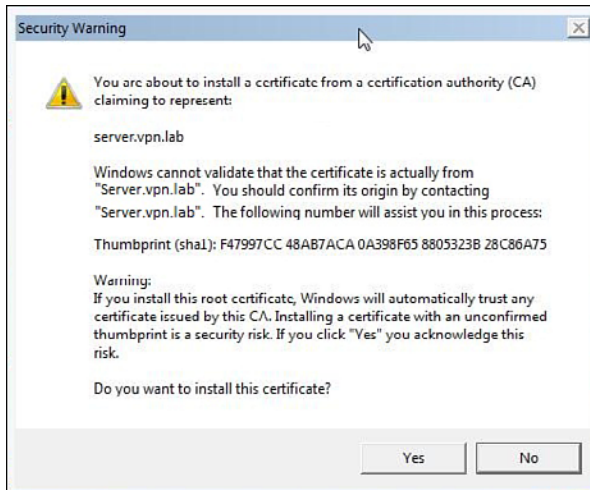 Security Warning
You are about to install a certificate from a certification authority (CA)
claiming to represent:
server.vpn.lab
Windows cannot validate that the certificate is actually from
"Server.vpn.lab". You should confirm its origin by contacting
"Server.vpn.lab". The following number will assist you in this process:
Thumbprint (sha1): F47997CC 48AB7ACA 0A398F65 8805323B 28C86A75
Warning:
If you install this root certificate, Windows will automatically trust any
certificate issued by this CA. Installing a certificate with an unconfirmed
thumbprint is a security risk. If you click "Yes" you acknowledge this
risk.
Do you want to install this certificate?
Yes
No